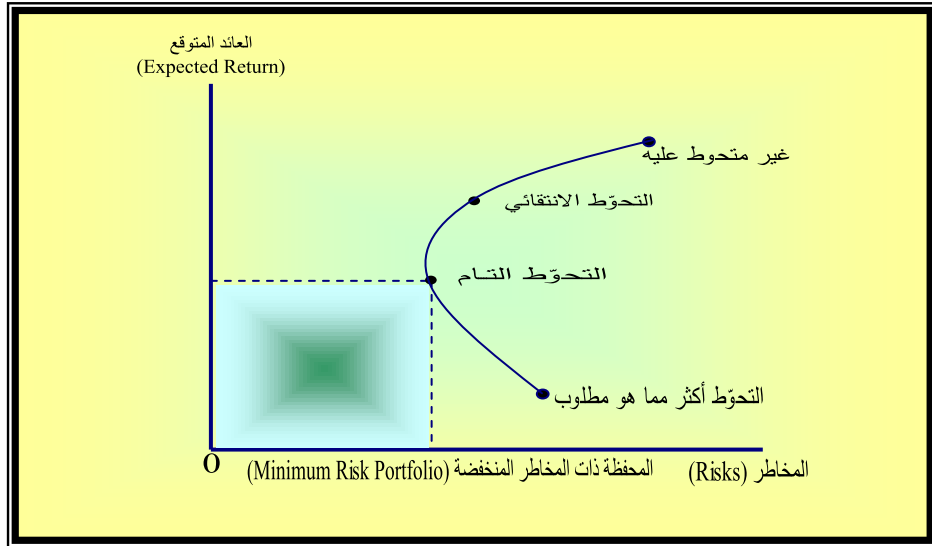 العائد المتوقع
(Expected Return)
غير متحوط عليه
التحوّط الانتقائي
التحوّط التـام
التحوّط أكثر مما هو مطلوب
O
المحفظة ذات المخاطر المنخفضة (Minimum Risk Portfolio)
المخاطر (Risks)